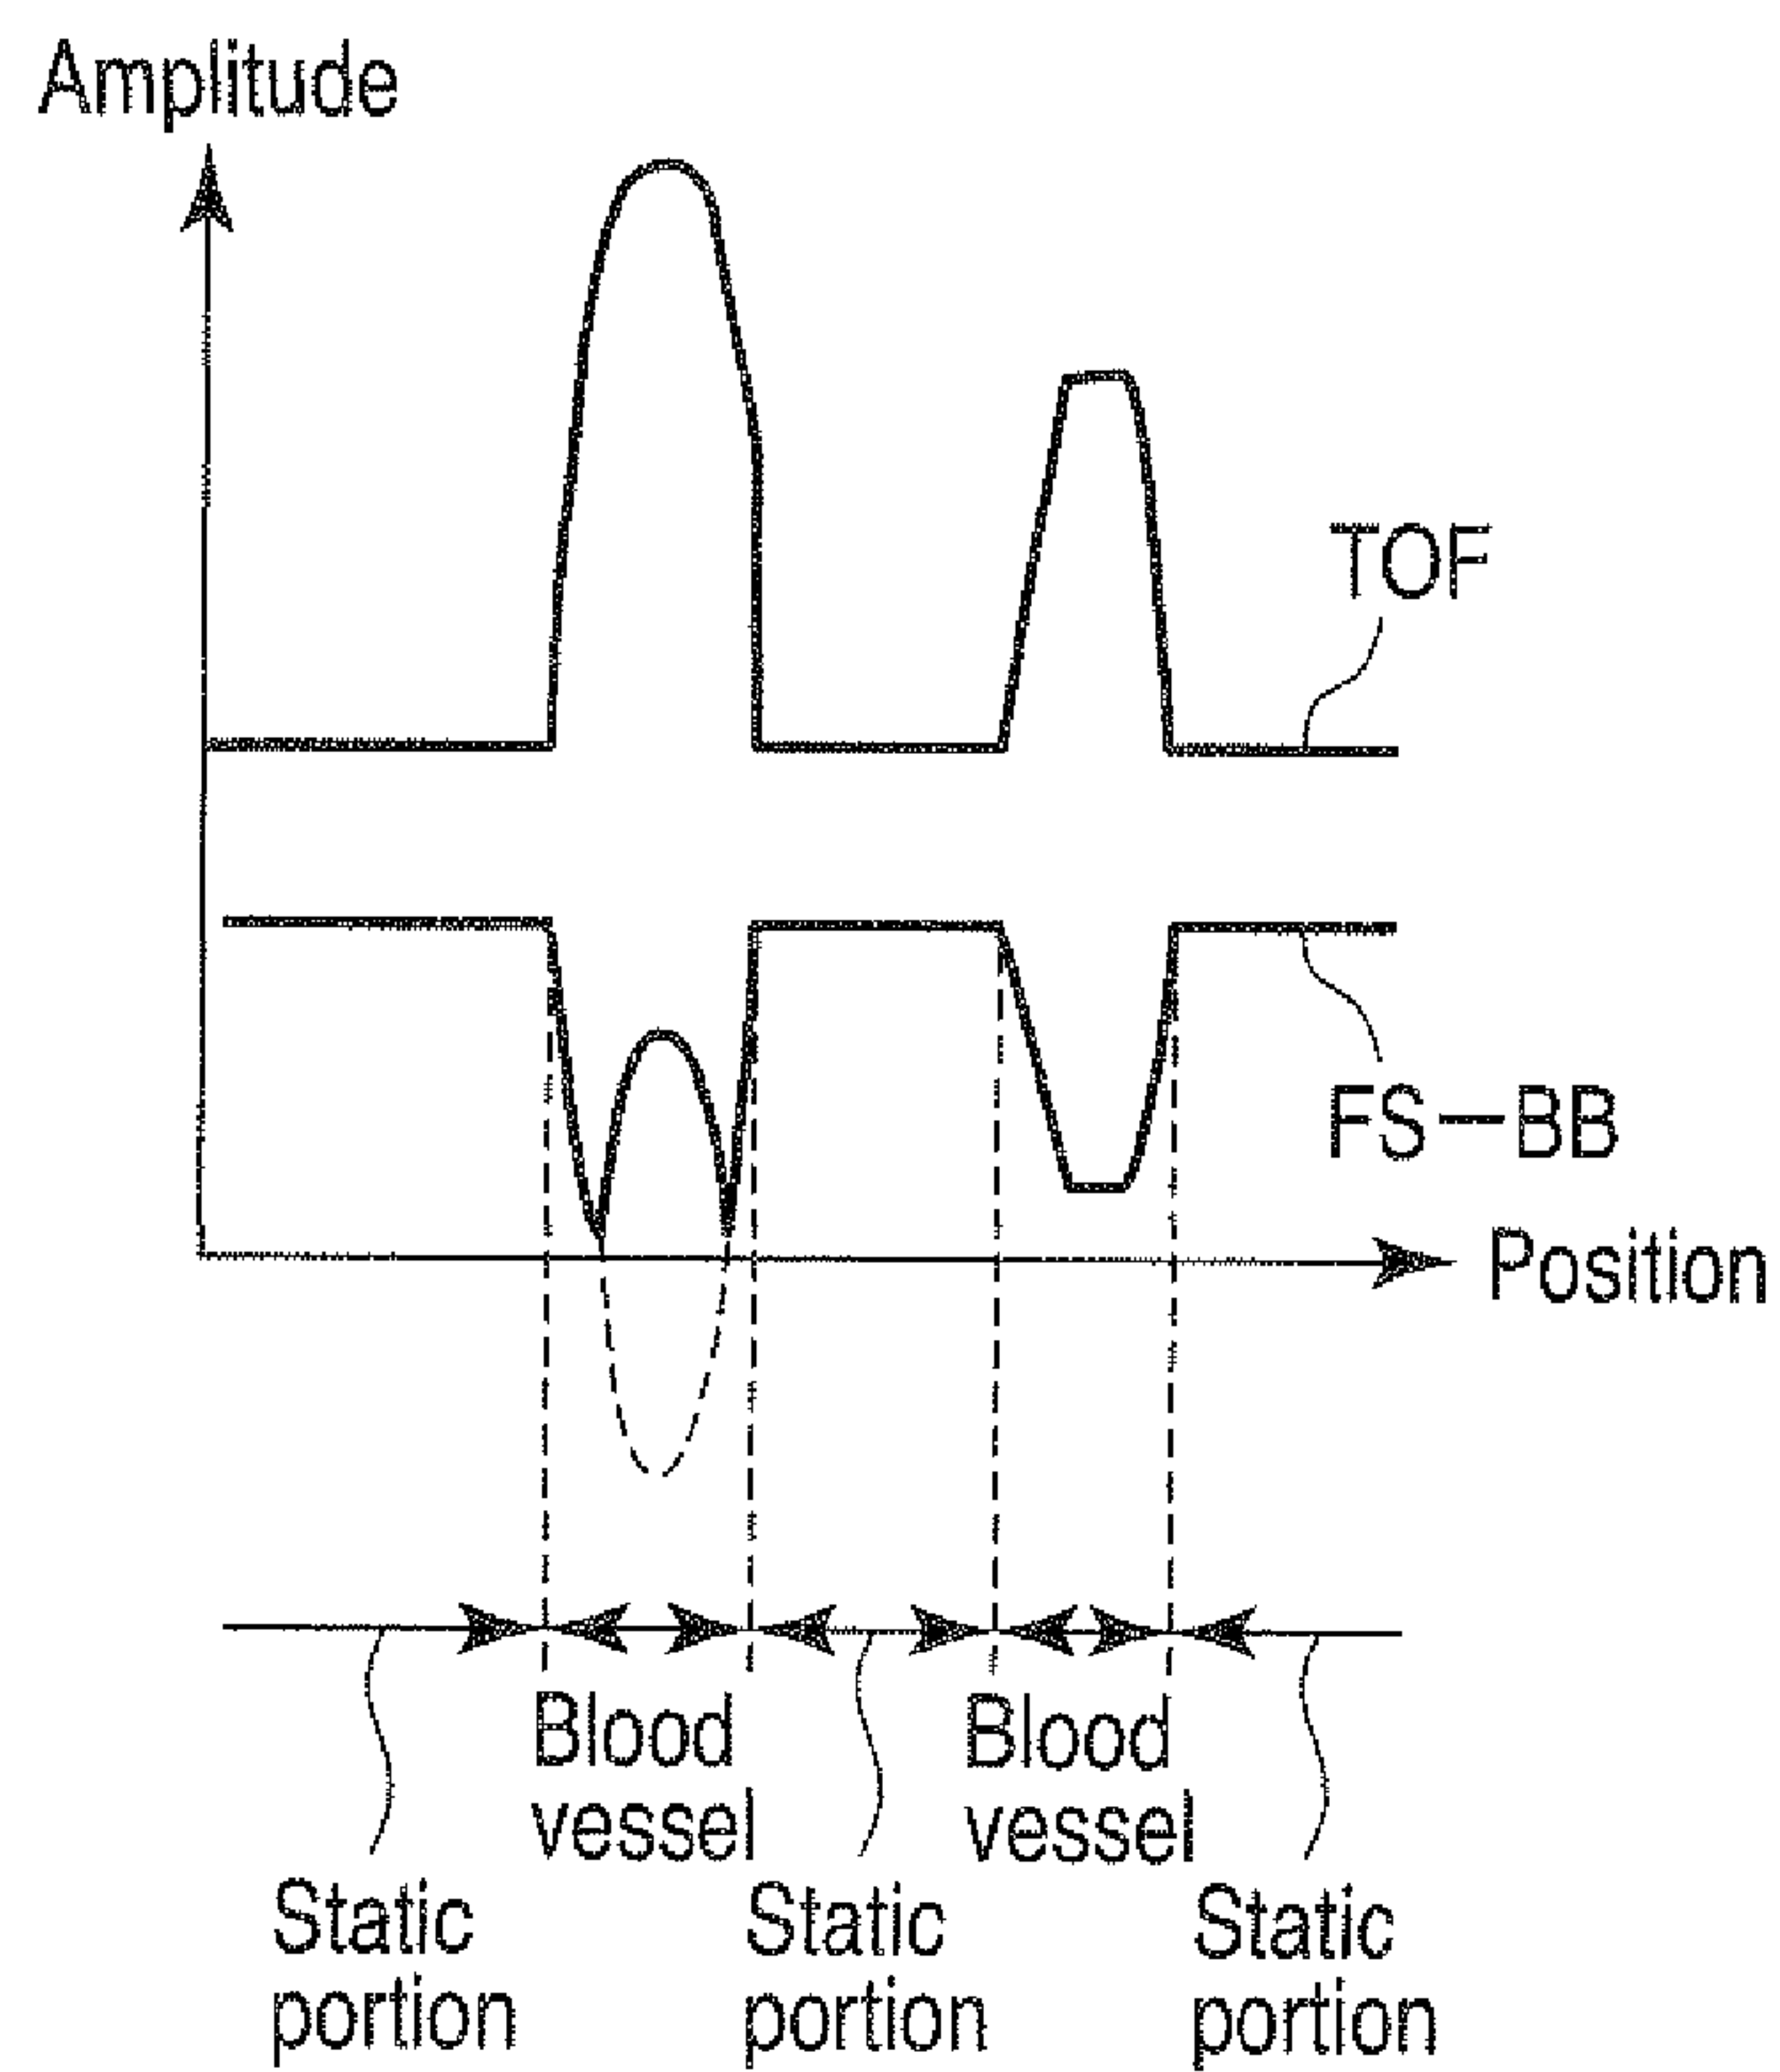 Amplitude
TOF
FS−BB
Position
Blood
vessel
Blood
vessel
Static
portion
Static
portion
Static
portion